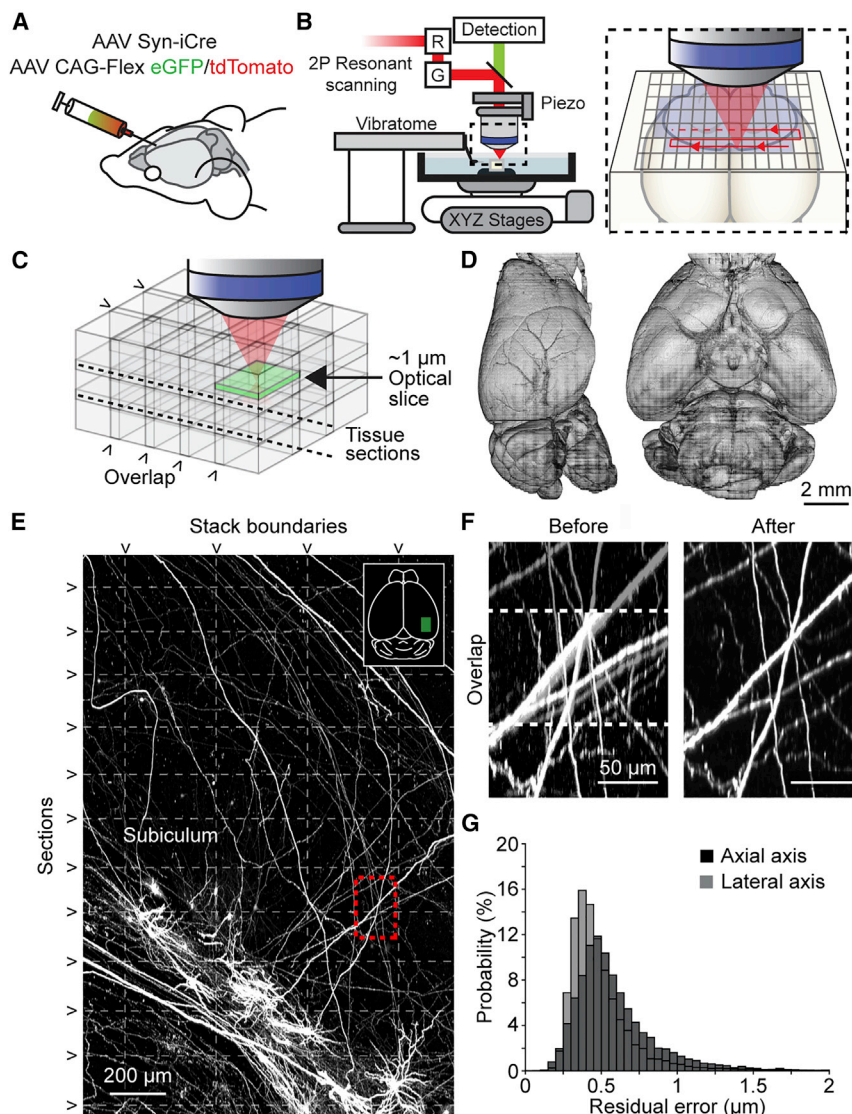 A
AAV Syn-iCre
AAV CAG-Flex eGFP/tdTomato
B
R
G
Detection
2P Resonant
scanning
Piezo
Vibratome
XYZ Stages
C
~1 µm
Optical
slice
Tissue
sections
Overlap
D
2 mm
E
Stack boundaries
Sections
Subiculum
200 µm
F
Before
After
Overlap
50 µm
G
20
16
12
8
4
0
Probability (%)
Axial axis
Lateral axis
0
0.5
1
1.5
2
Residual error (µm)